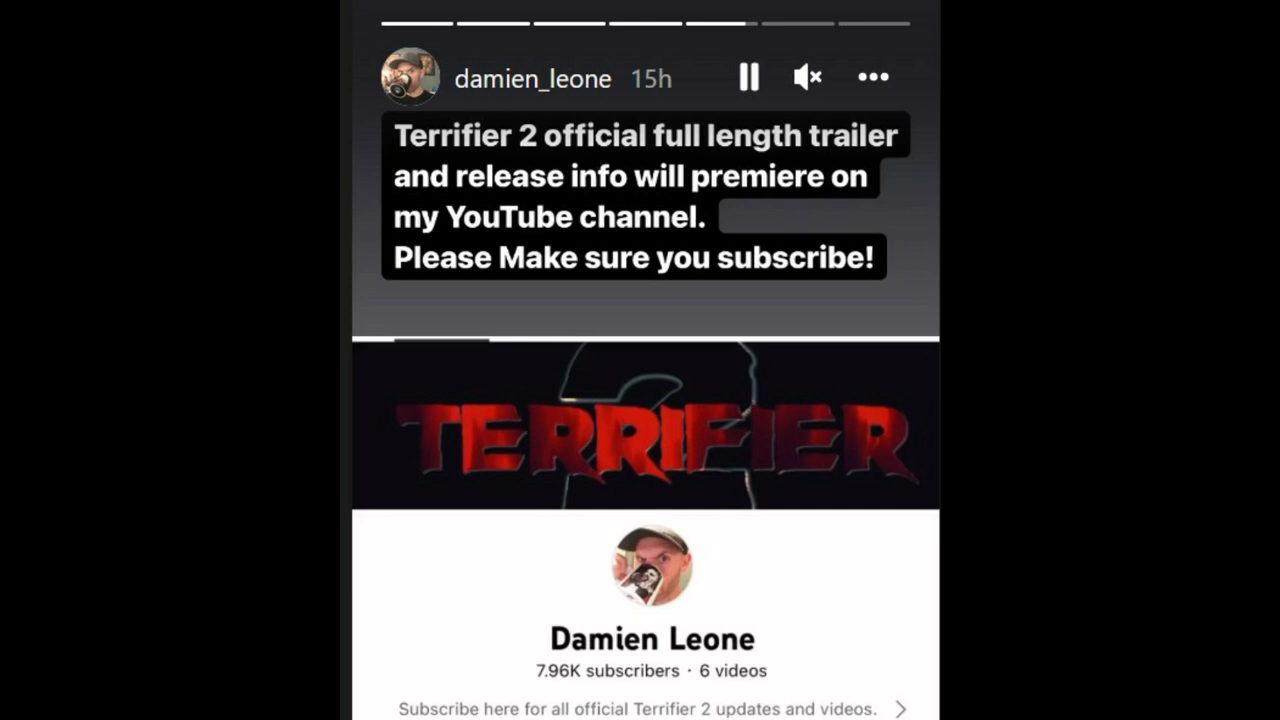 damien_leone 15h
Terrifier 2 official full length trailer
and release info will premiere on
my YouTube channel.
Please Make sure you subscribe!
2
TERRIFIER
Damien Leone
7.96K subscribers · 6 videos
Subscribe here for all official Terrifier 2 updates and videos.